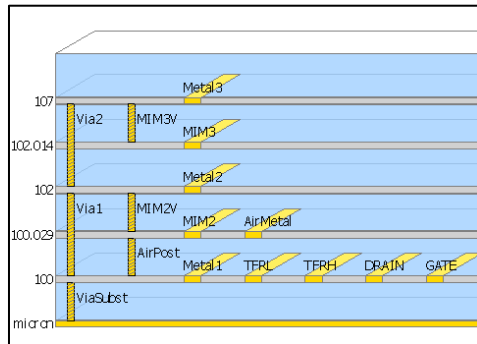 Metal3
107
Via2 MIM3V
MIM3
102.014
Metal2
102
Via1 MIM2V
MIM2 AirMetal
100.029
AirPost
Metal1 TFRL TFRH DRAIN GATE
100
ViaSubst
micron